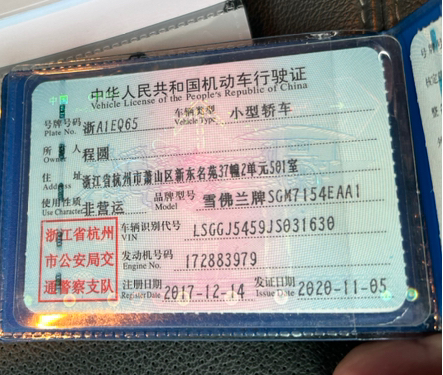 中华人民共和国机动车行驶证
Vehicle License of the People's Republic of China
号牌号码 浙A1EQ65 车辆类型 小型轿车
Plate No. Vehicle Type
所有人 程圆
Owner
住址 浙江省杭州市萧山区新东名苑37幢2单元501室
Address
使用性质 非营运 品牌型号 雪佛兰牌SGM7154EAA1
Use Character Model
浙江省杭州
市公安局交
通警察支队
车辆识别代号 LSGGJ5459JS031630
VIN
发动机号码 172883979
Engine No.
注册日期 2017-12-14 发证日期 2020-11-05
Register Date Issue Date